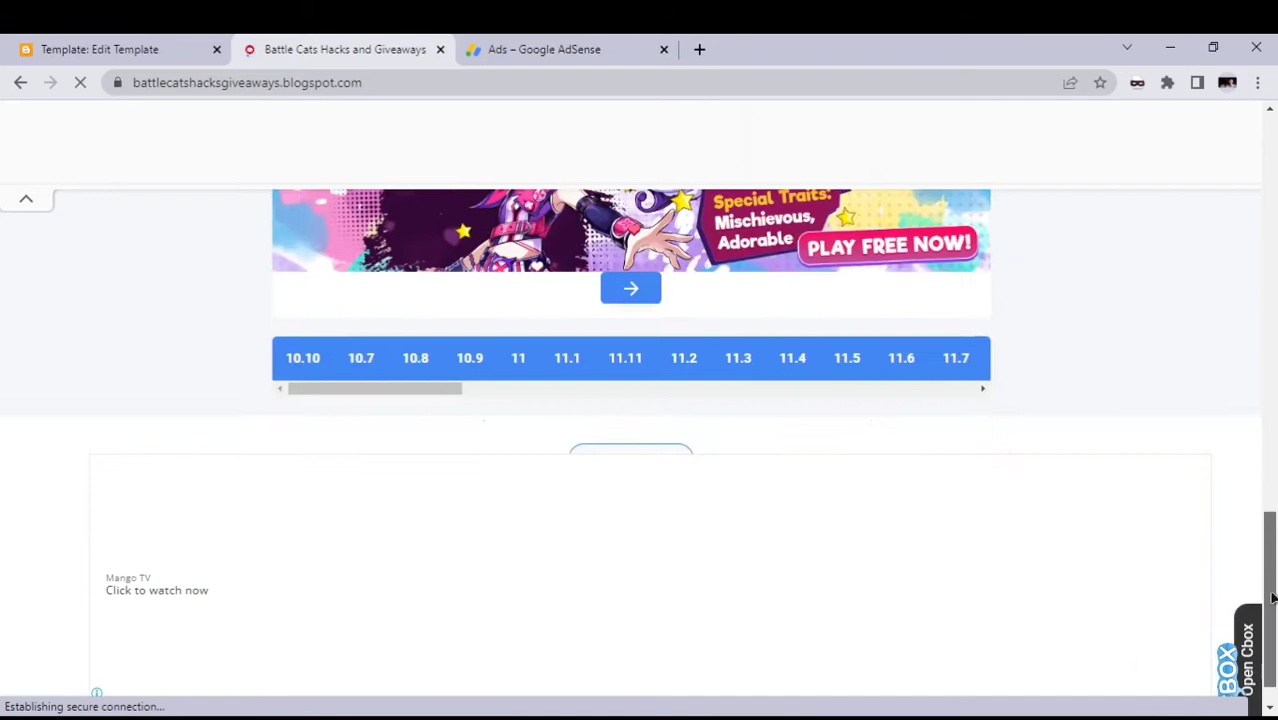 Template: Edit Template
Battle Cats Hacks and Giveaways
Ads – Google AdSense
battlecatshacksgiveaways.blogspot.com
Special Traits:
Mischievous,
Adorable
PLAY FREE NOW!
10.10 10.7 10.8 10.9 11 11.1 11.11 11.2 11.3 11.4 11.5 11.6 11.7
Mango TV
Click to watch now
BOX
Open Cbox
Establishing secure connection...